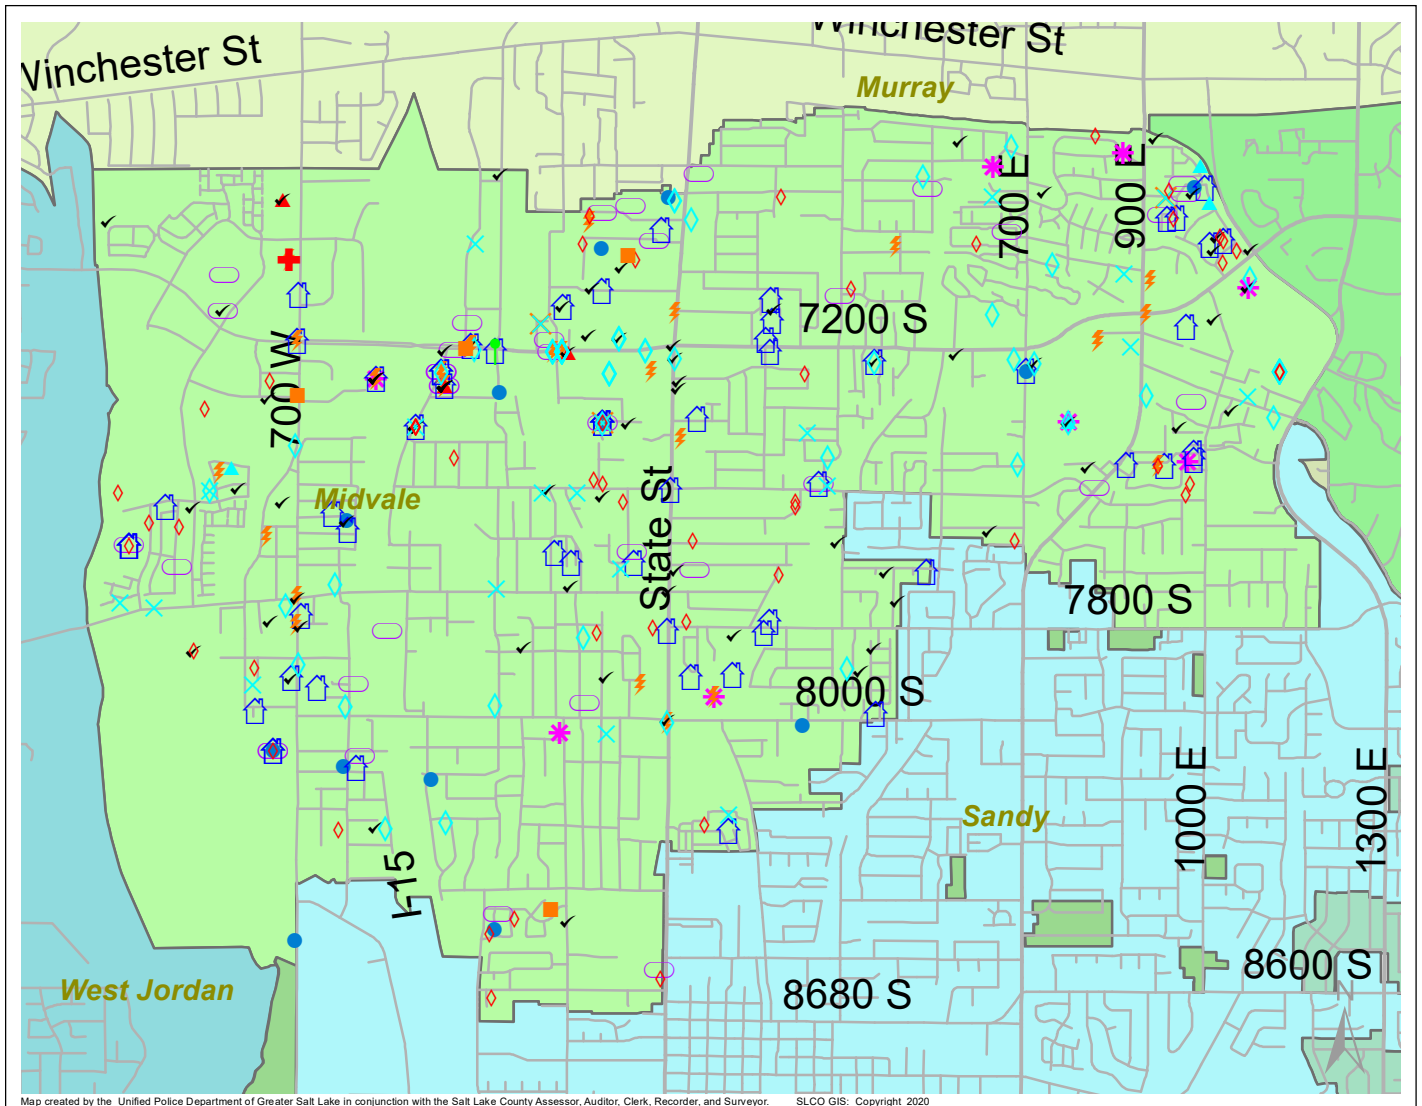 Winchester St
Winchester St
Murray
700 E
900 E
7200 S
700 W
Midvale
State St
7800 S
8000 S
1000 E
1300 E
Sandy
I-15
8600 S
West Jordan
8680 S
N
Map created by the Unified Police Department of Greater Salt Lake in conjunction with the Salt Lake County Assessor, Auditor, Clerk, Recorder, and Surveyor. SLCO GIS: Copyright 2020